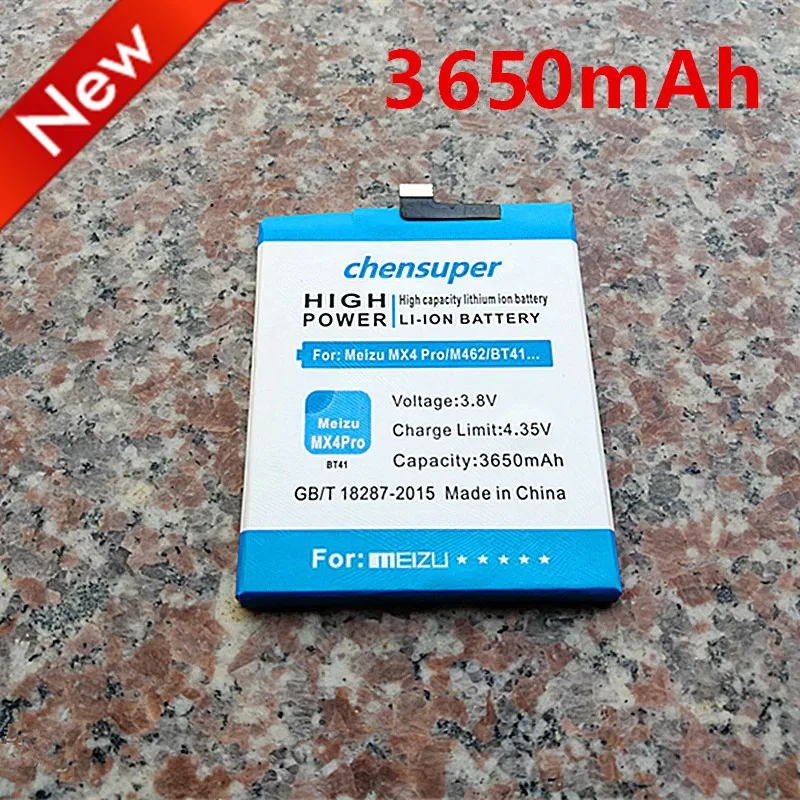 New
3650mAh
chensuper
HIGH POWER
High capacity lithium ion battery
LI-ION BATTERY
For: Meizu MX4 Pro/M462/BT41...
Meizu
MX4Pro
BT41
Voltage:3.8V
Charge Limit:4.35V
Capacity:3650mAh
GB/T 18287-2015 Made in China
For: MEIZU ★★★★★